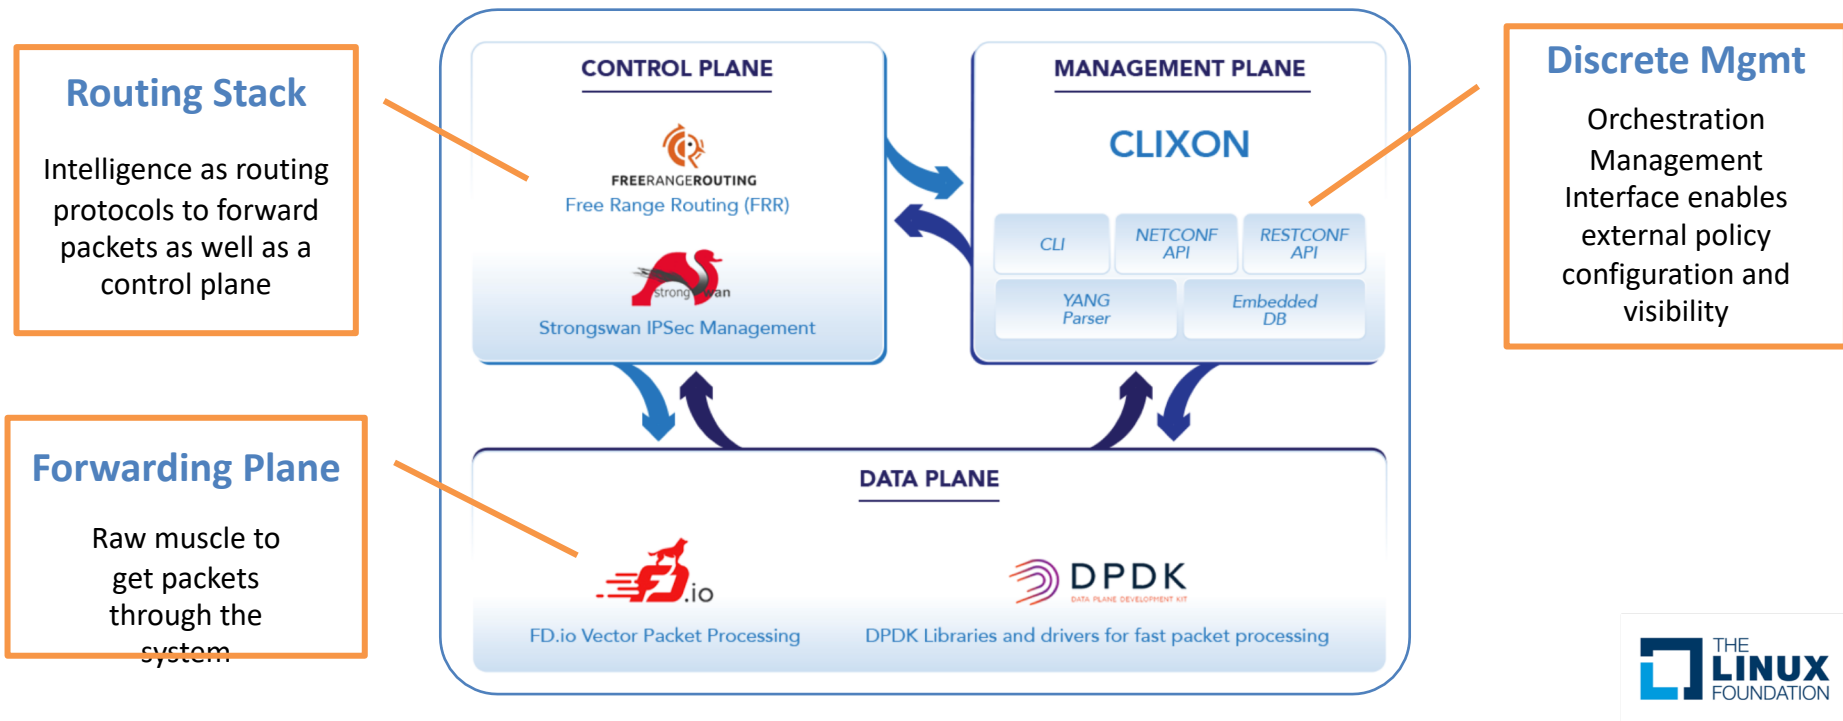 Routing Stack
Intelligence as routing
protocols to forward
packets as well as a
control plane
Forwarding Plane
Raw muscle to
get packets
through the
system
CONTROL PLANE
FREERANGEROUTING
Free Range Routing (FRR)
strongswan
Strongswan IPSec Management
MANAGEMENT PLANE
CLIXON
CLI
NETCONF
API
RESTCONF
API
YANG
Parser
Embedded
DB
DATA PLANE
FD.io
FD.io Vector Packet Processing
DPDK
DATA PLANE DEVELOPMENT KIT
DPDK Libraries and drivers for fast packet processing
Discrete Mgmt
Orchestration
Management
Interface enables
external policy
configuration and
visibility
THE
LINUX
FOUNDATION